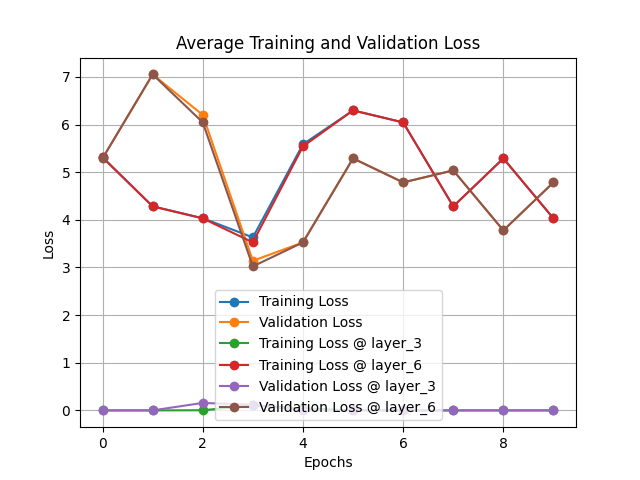 Average Training and Validation Loss
Loss
7
6
5
4
3
2
1
0
Training Loss
Validation Loss
Training Loss @ layer_3
Training Loss @ layer_6
Validation Loss @ layer_3
Validation Loss @ layer_6
0 2 4 6 8
Epochs